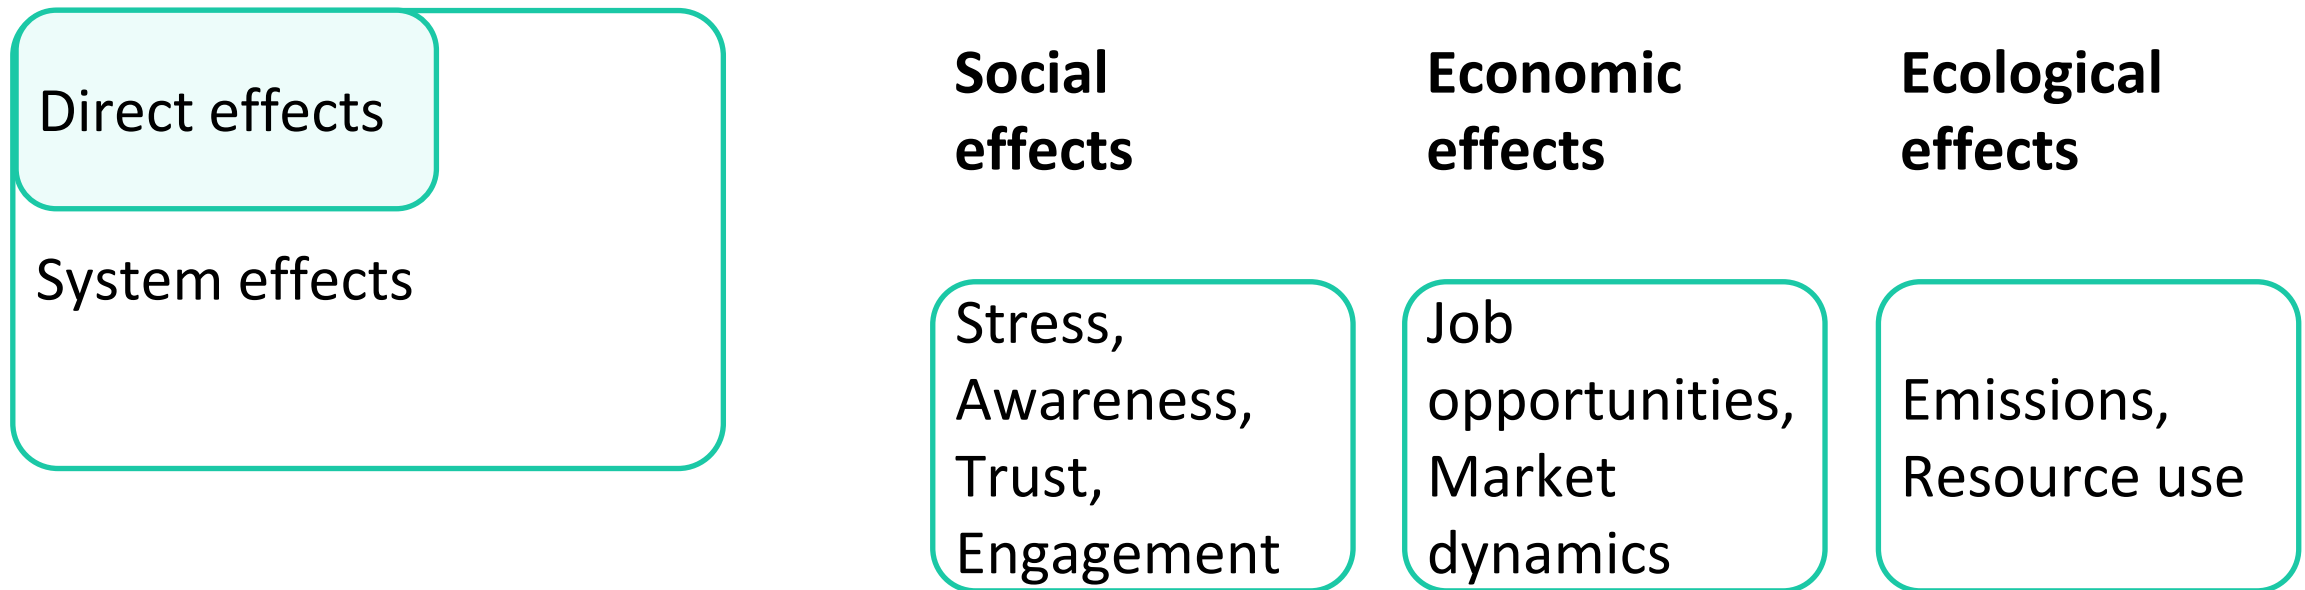 Direct effects
System effects
Social
effects
Stress,
Awareness,
Trust,
Engagement
Economic
effects
Job
opportunities,
Market
dynamics
Ecological
effects
Emissions,
Resource use